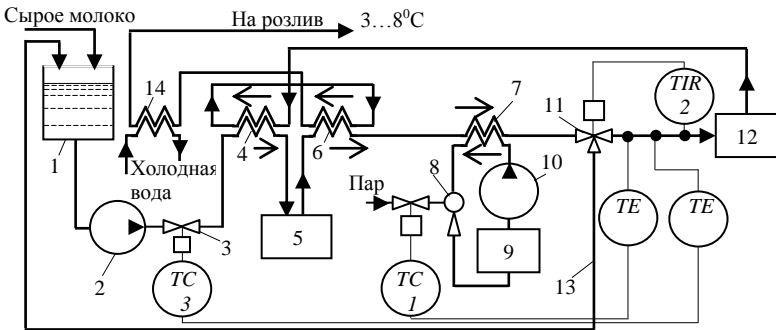 Сырое молоко
На розлив
3…8⁰С
14
7
11
TIR
2
12
1
4
6
Холодная
вода
Пар
8
10
TE
TE
5
9
2
3
13
TC
3
TC
1